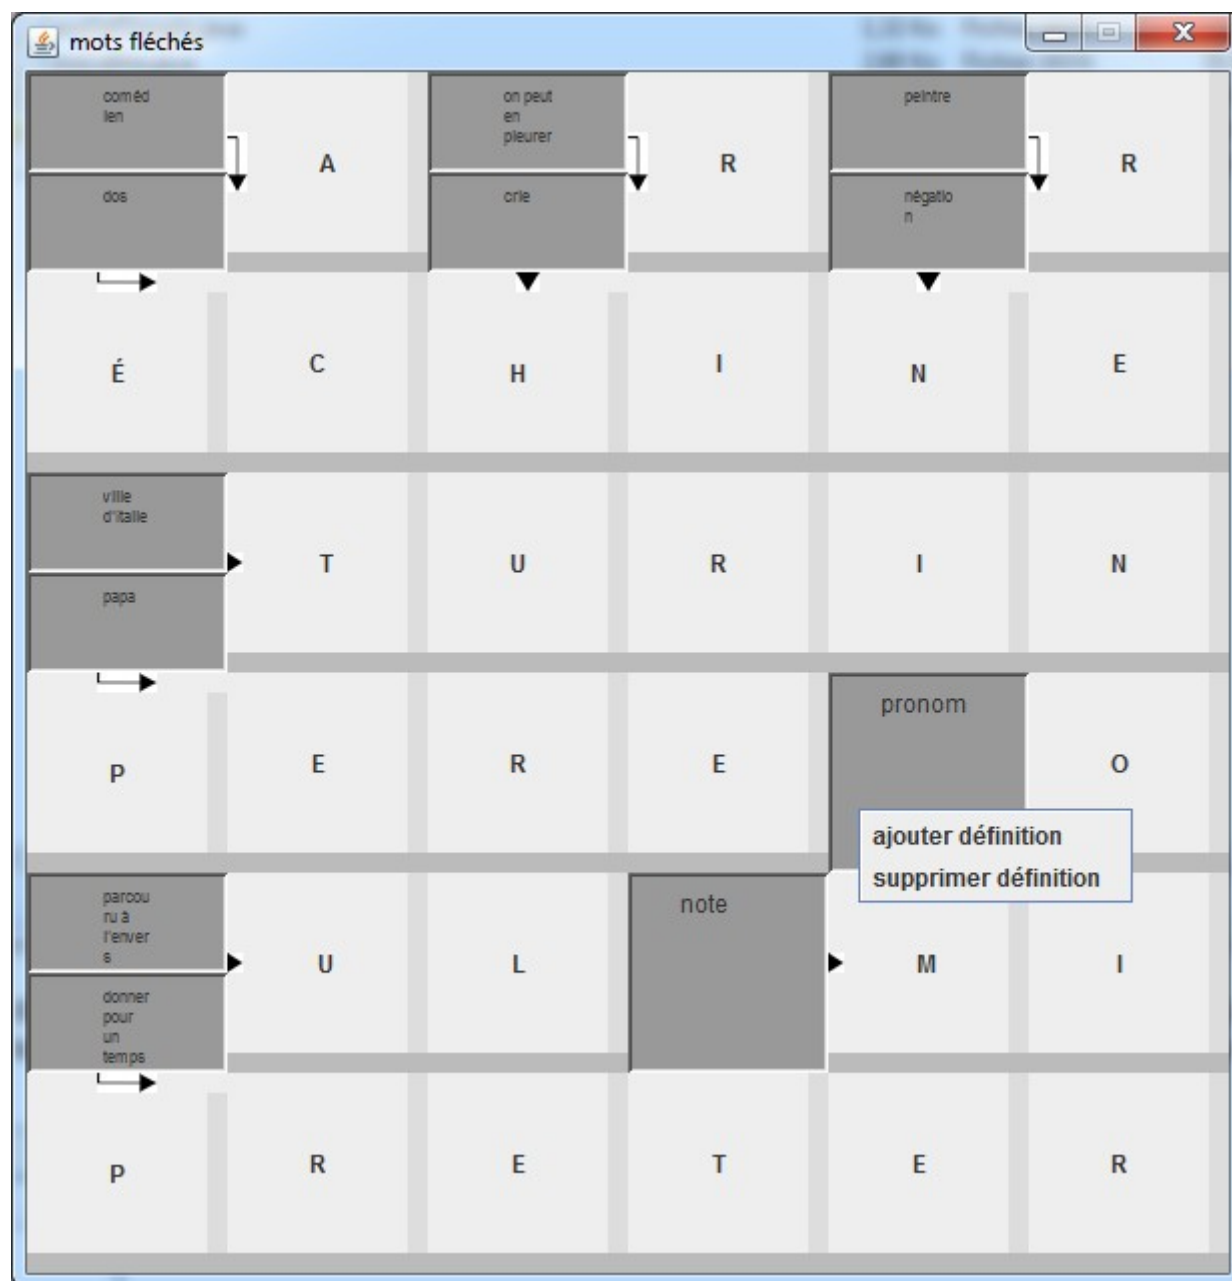 mots fléchés
coméd
ien
dos
A
on peut
en
pleurer
crie
R
peintre
négatio
n
R
É
C
H
I
N
E
ville
d'italie
papa
T
U
R
I
N
P
E
R
E
pronom
O
ajouter définition
supprimer définition
parcou
ru à
l'enver
s
donner
pour
un
temps
U
L
note
M
I
P
R
E
T
E
R